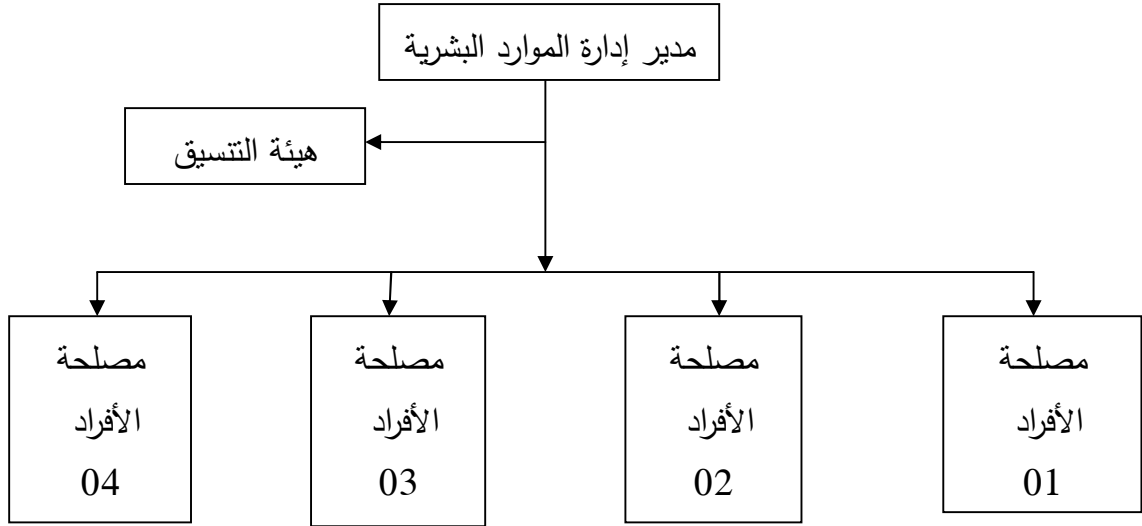 مدير إدارة الموارد البشرية
هيئة التنسيق
مصلحة
الأفراد
01
مصلحة
الأفراد
02
مصلحة
الأفراد
03
مصلحة
الأفراد
04